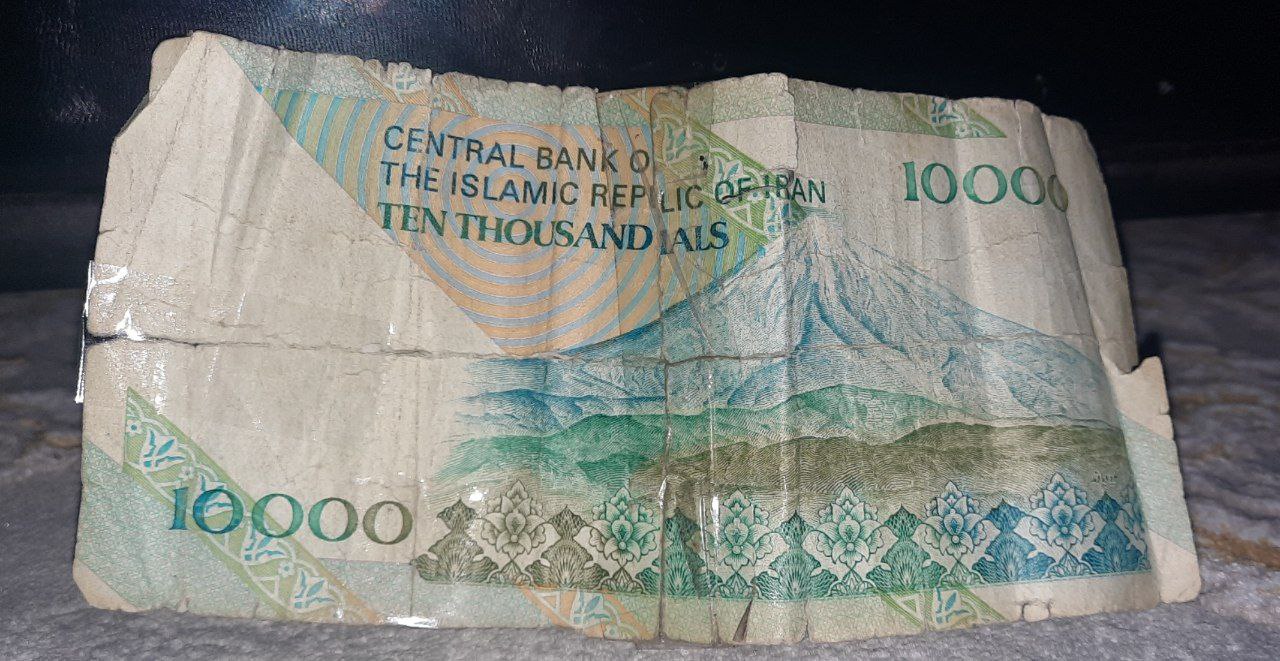 CENTRAL BANK O
THE ISLAMIC REP LIC OF IRAN
TEN THOUSAND IALS
10000
10000